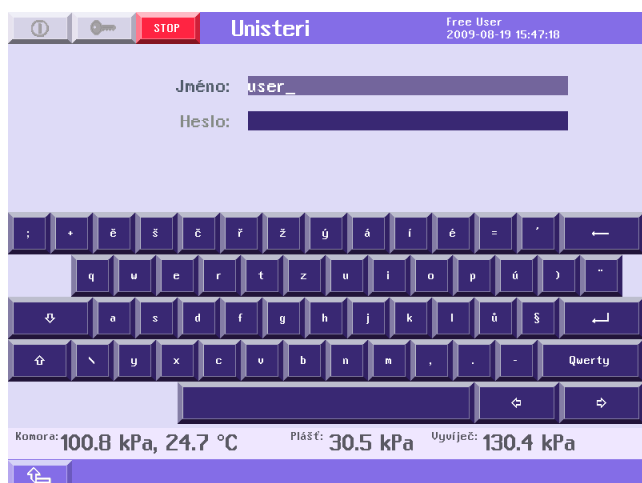 STOP Unisteri Free User
2009-08-19 15:47:18
Jméno: user_
Heslo:
; + ě š č ř ž ý á í é = ´ ←
q w e r t z u i o p ú ) ¨
⇩ a s d f g h j k l ů § ↵
⇧ \ y x c v b n m , . - Qwerty
⇦ ⇨
Komora: 100.8 kPa, 24.7 °C Plášť: 30.5 kPa Vyvíječ: 130.4 kPa